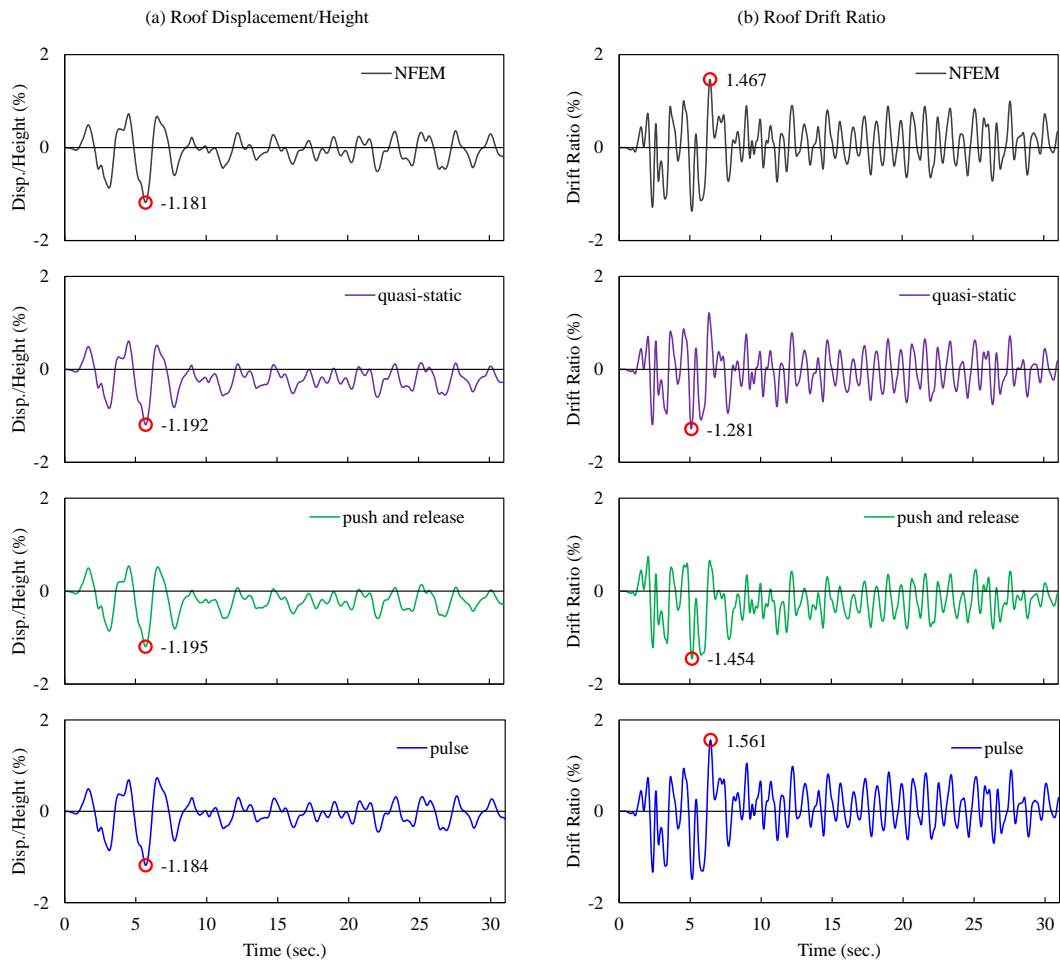 (a) Roof Displacement/Height
2
NFEM
Disp./Height (%)
0
-1.181
-2
2
quasi-static
Disp./Height (%)
0
-1.192
-2
2
push and release
Disp./Height (%)
0
-1.195
-2
2
pulse
Disp./Height (%)
0
-1.184
-2
0 5 10 15 20 25 30
Time (sec.)
(b) Roof Drift Ratio
2
1.467
NFEM
Drift Ratio (%)
0
-2
2
quasi-static
Drift Ratio (%)
0
-1.281
-2
2
push and release
Drift Ratio (%)
0
-1.454
-2
2
1.561
pulse
Drift Ratio (%)
0
-2
0 5 10 15 20 25 30
Time (sec.)